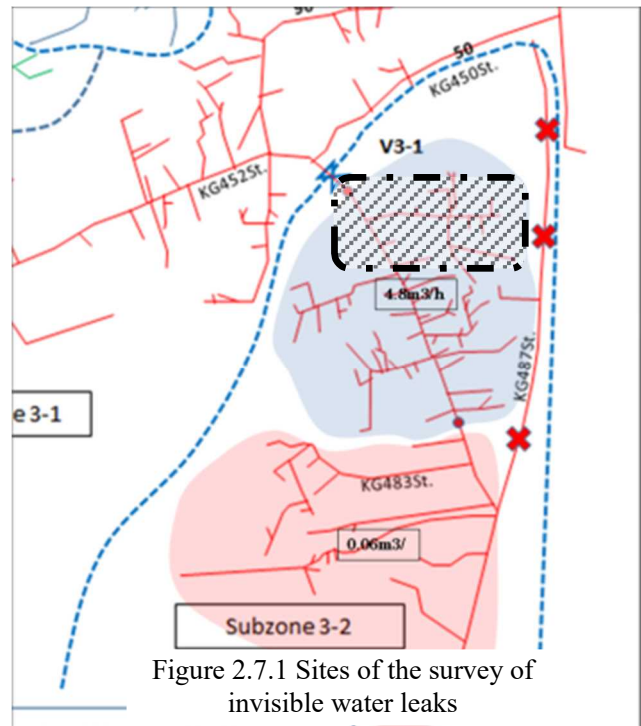 50
KG450St.
V3-1
KG452St.
4.8m3/h
KG487St.
e 3-1
KG483St.
0.06m3/
Subzone 3-2
Figure 2.7.1 Sites of the survey of
invisible water leaks